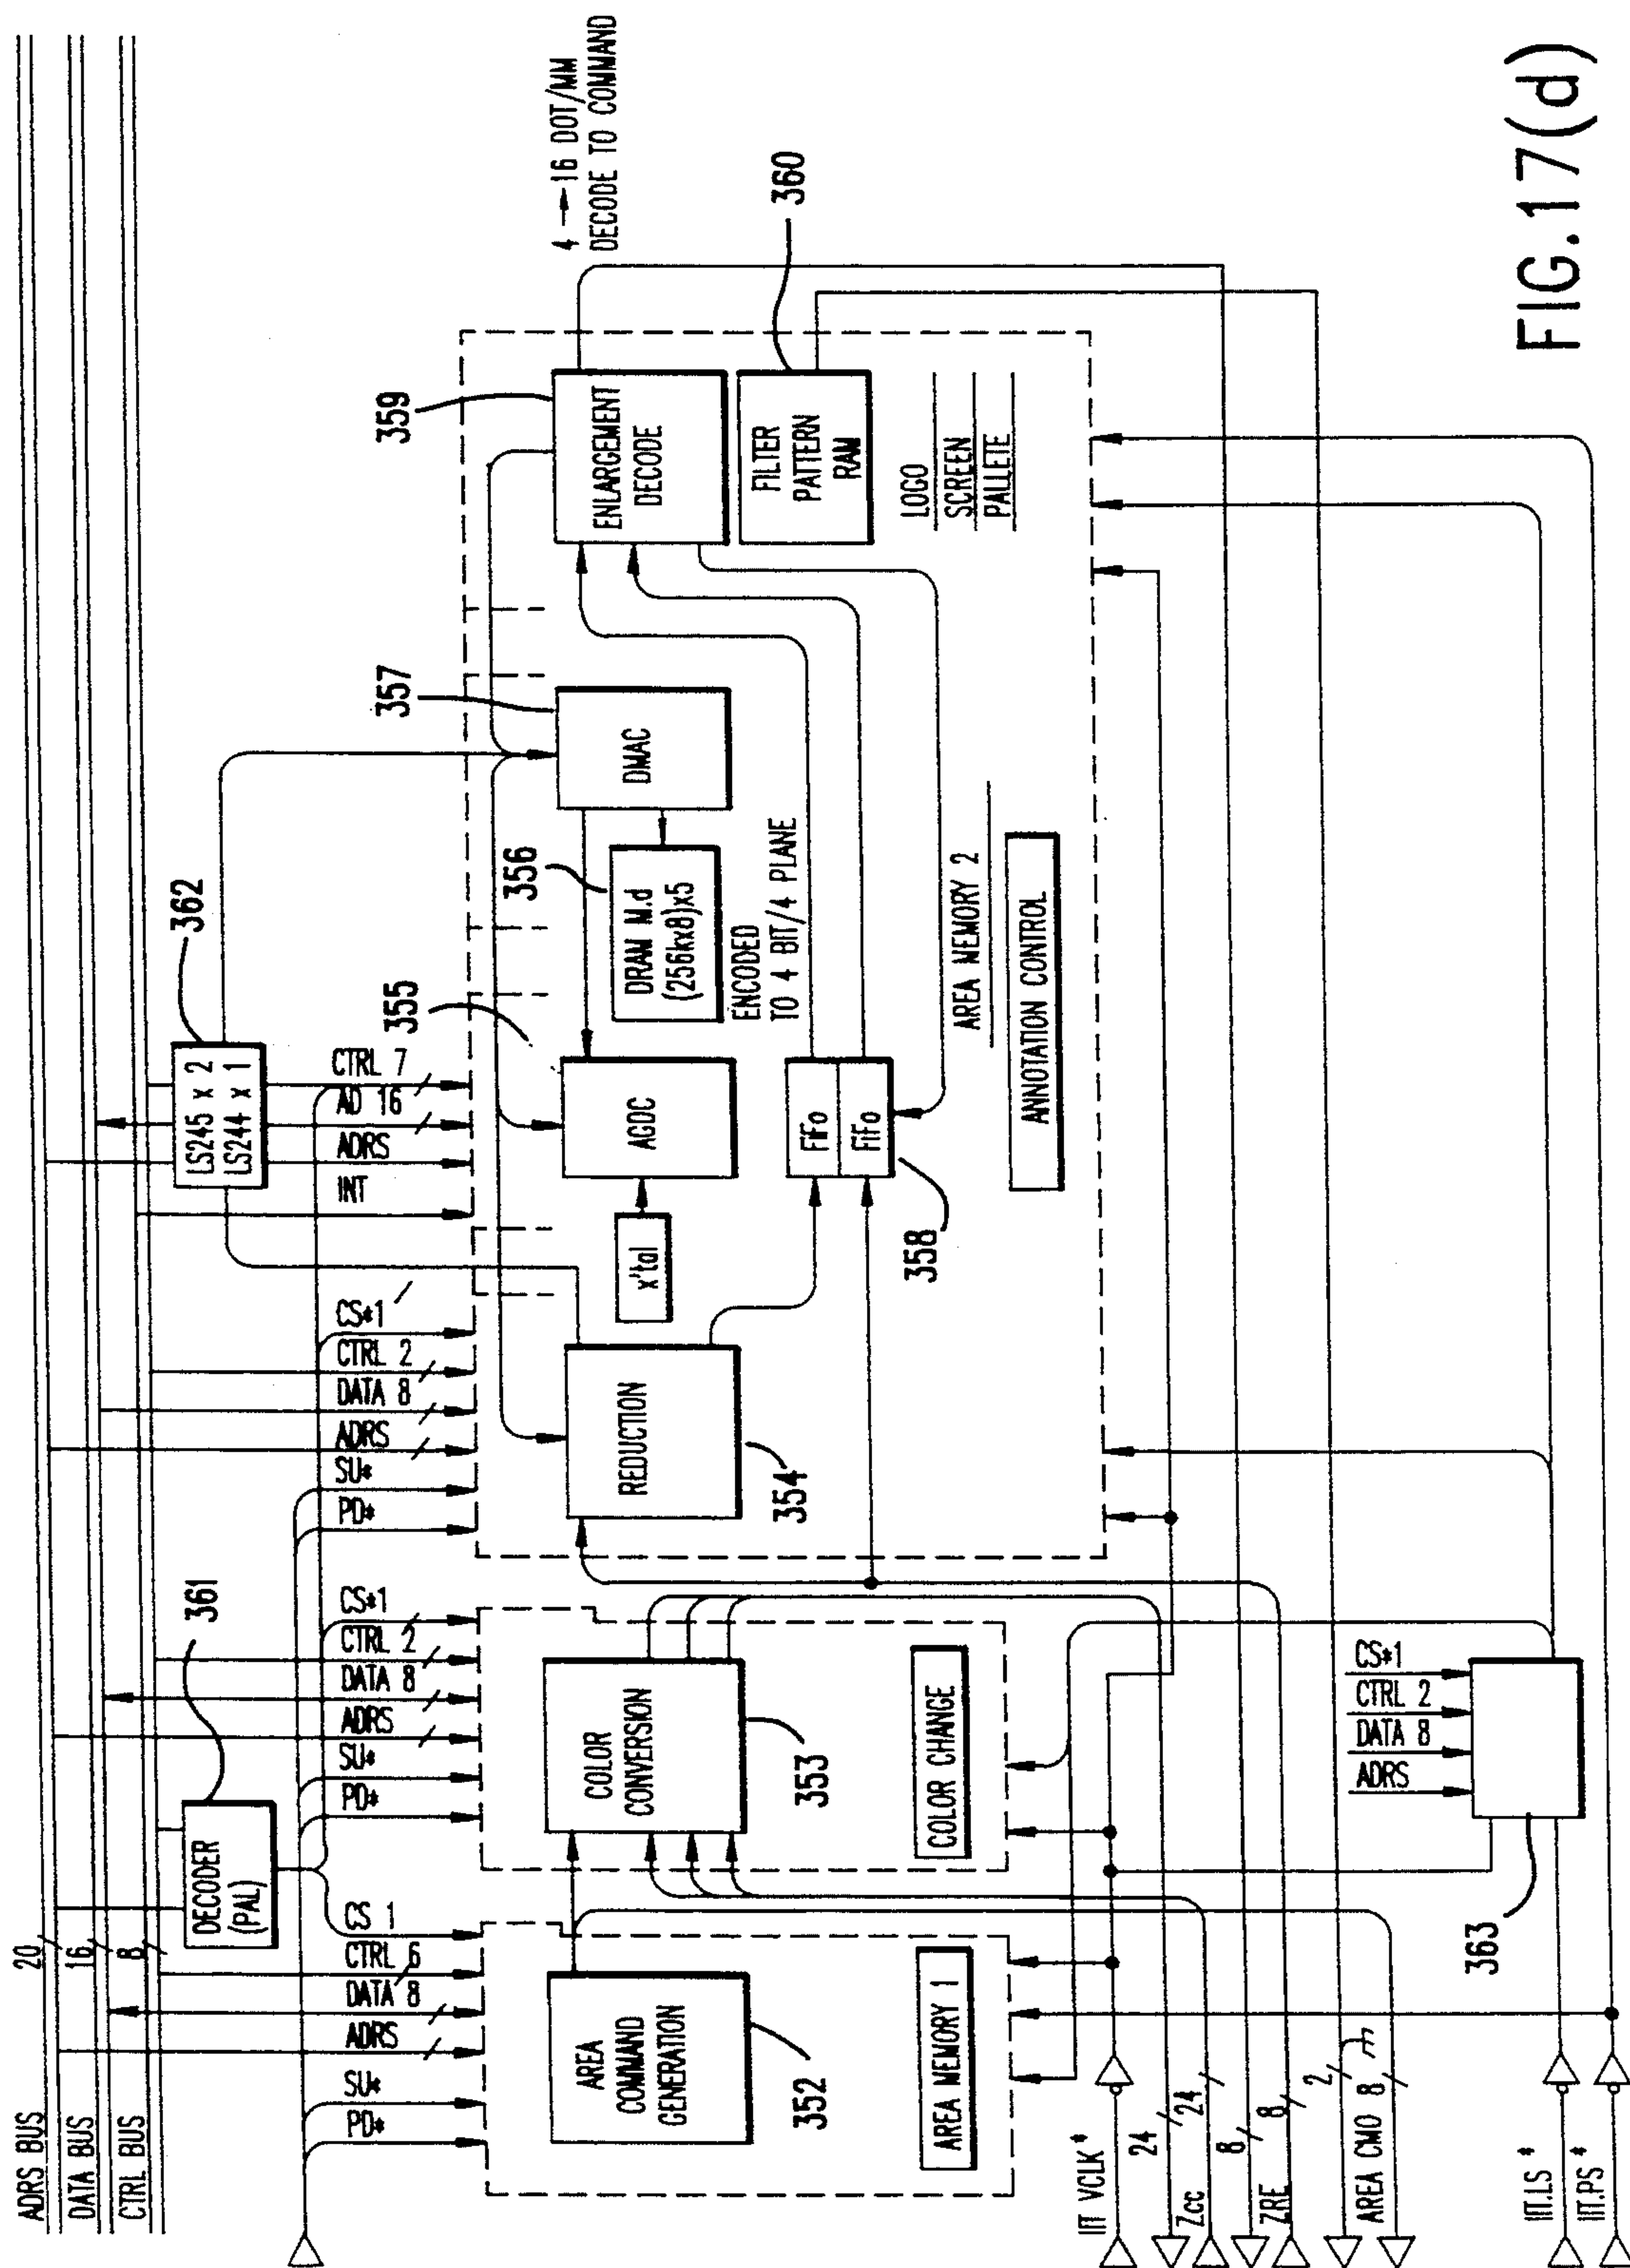 ADRS BUS
20
DATA BUS
16
CTRL BUS
8
DECODER
(PAL)
361
LS245 x 2
LS244 x 1
362
PD*
SU*
ADRS
DATA 8
CTRL 6
CS 1
PD*
SU*
ADRS
DATA 8
CTRL 2
CS*1
PD*
SU*
ADRS
DATA 8
CTRL 2
CS*1
INT
ADRS
AD 16
CTRL 7
AREA
COMMAND
GENERATION
352
AREA MEMORY 1
COLOR
CONVERSION
353
COLOR CHANGE
REDUCTION
354
x'tal
AGDC
355
DRAM M.d
(256kx8)x5
356
DMAC
357
ENCODED
TO 4 BIT/4 PLANE
FiFo
FiFo
358
AREA MEMORY 2
ANNOTATION CONTROL
ENLARGEMENT
DECODE
359
FILTER
PATTERN
RAM
360
LOGO
SCREEN
PALLETE
4 → 16 DOT/MM
DECODE TO COMMAND
IIT VCLK*
24
Zcc 24
8
ZRE 8
2
AREA CMO 8
IIT.LS*
IIT.PS*
ADRS
DATA 8
CTRL 2
CS*1
363
FIG.17(d)